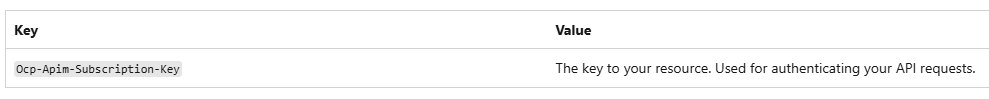 Key Value
Ocp-Apim-Subscription-Key The key to your resource. Used for authenticating your API requests.